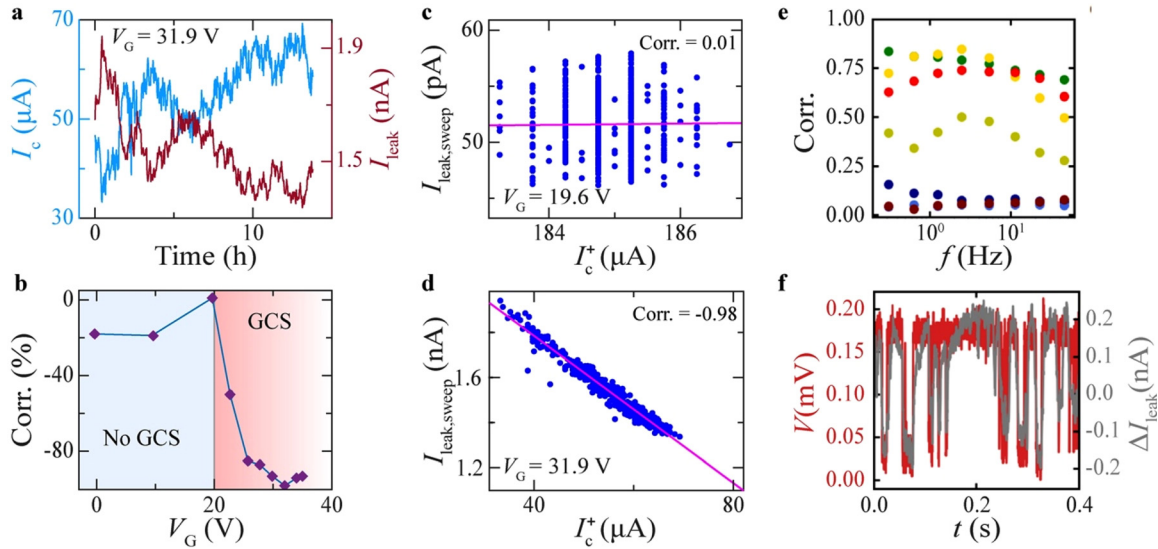 a
V_G = 31.9 V
70
50
30
I_c (μA)
1.9
1.5
I_leak (nA)
0
10
Time (h)
b
0
-40
-80
Corr. (%)
GCS
No GCS
0
20
40
V_G (V)
c
Corr. = 0.01
60
50
I_leak,sweep (pA)
V_G = 19.6 V
184
186
I_c^+ (μA)
d
Corr. = -0.98
1.6
1.2
I_leak,sweep (nA)
V_G = 31.9 V
40
80
I_c^+ (μA)
e
1.00
0.75
0.50
0.25
0.00
Corr.
10^0
10^1
f (Hz)
f
0.20
0.15
0.10
0.05
0.00
V(mV)
0.2
0.1
0.0
-0.1
-0.2
ΔI_leak(nA)
0.0
0.2
0.4
t (s)